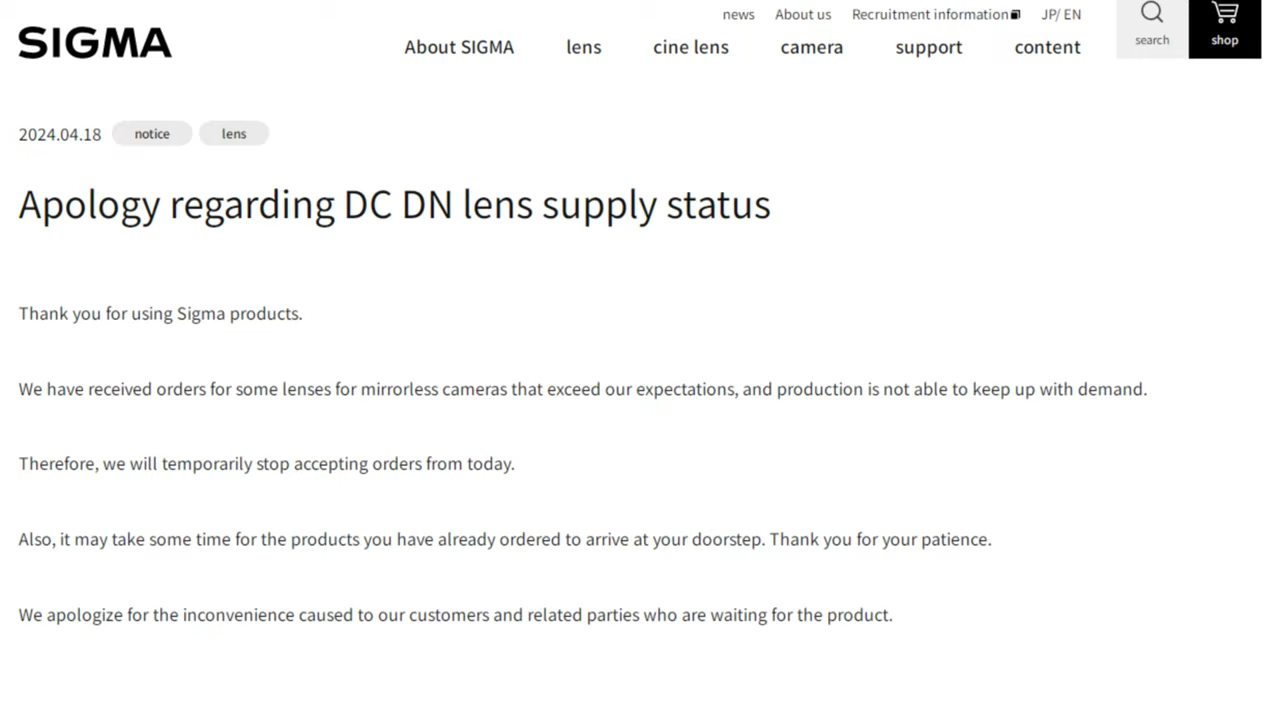 news About us Recruitment information JP/ EN
SIGMA
About SIGMA lens cine lens camera support content
search
shop
2024.04.18 notice lens
Apology regarding DC DN lens supply status
Thank you for using Sigma products.
We have received orders for some lenses for mirrorless cameras that exceed our expectations, and production is not able to keep up with demand.
Therefore, we will temporarily stop accepting orders from today.
Also, it may take some time for the products you have already ordered to arrive at your doorstep. Thank you for your patience.
We apologize for the inconvenience caused to our customers and related parties who are waiting for the product.